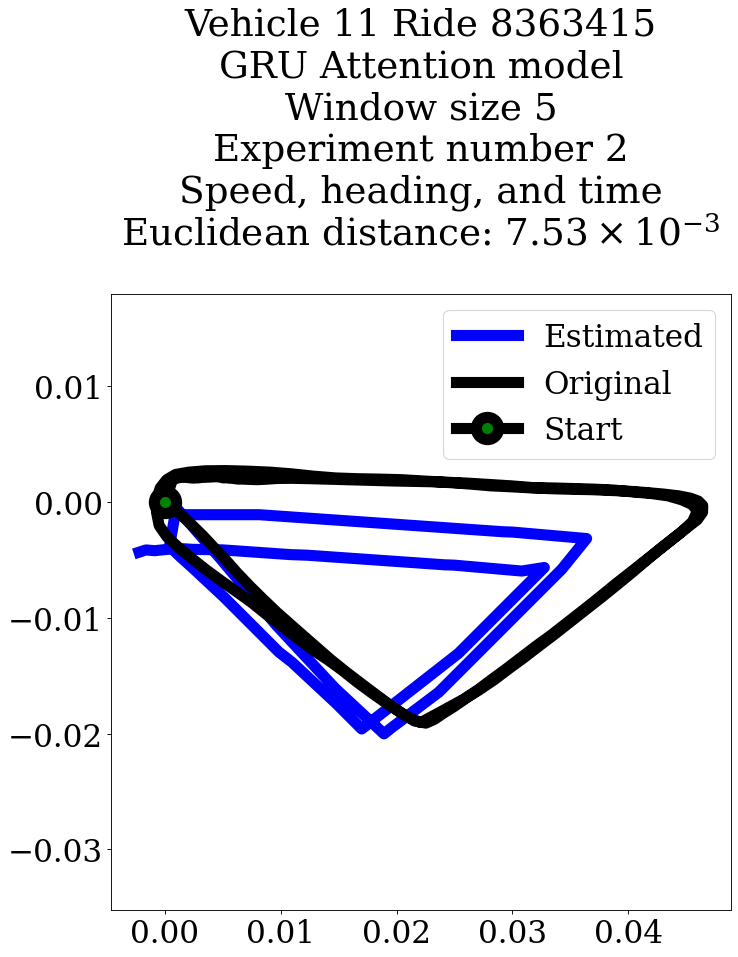 Vehicle 11 Ride 8363415
GRU Attention model
Window size 5
Experiment number 2
Speed, heading, and time
Euclidean distance: 7.53 × 10⁻³
Estimated
Original
Start
0.01
0.00
−0.01
−0.02
−0.03
0.00 0.01 0.02 0.03 0.04